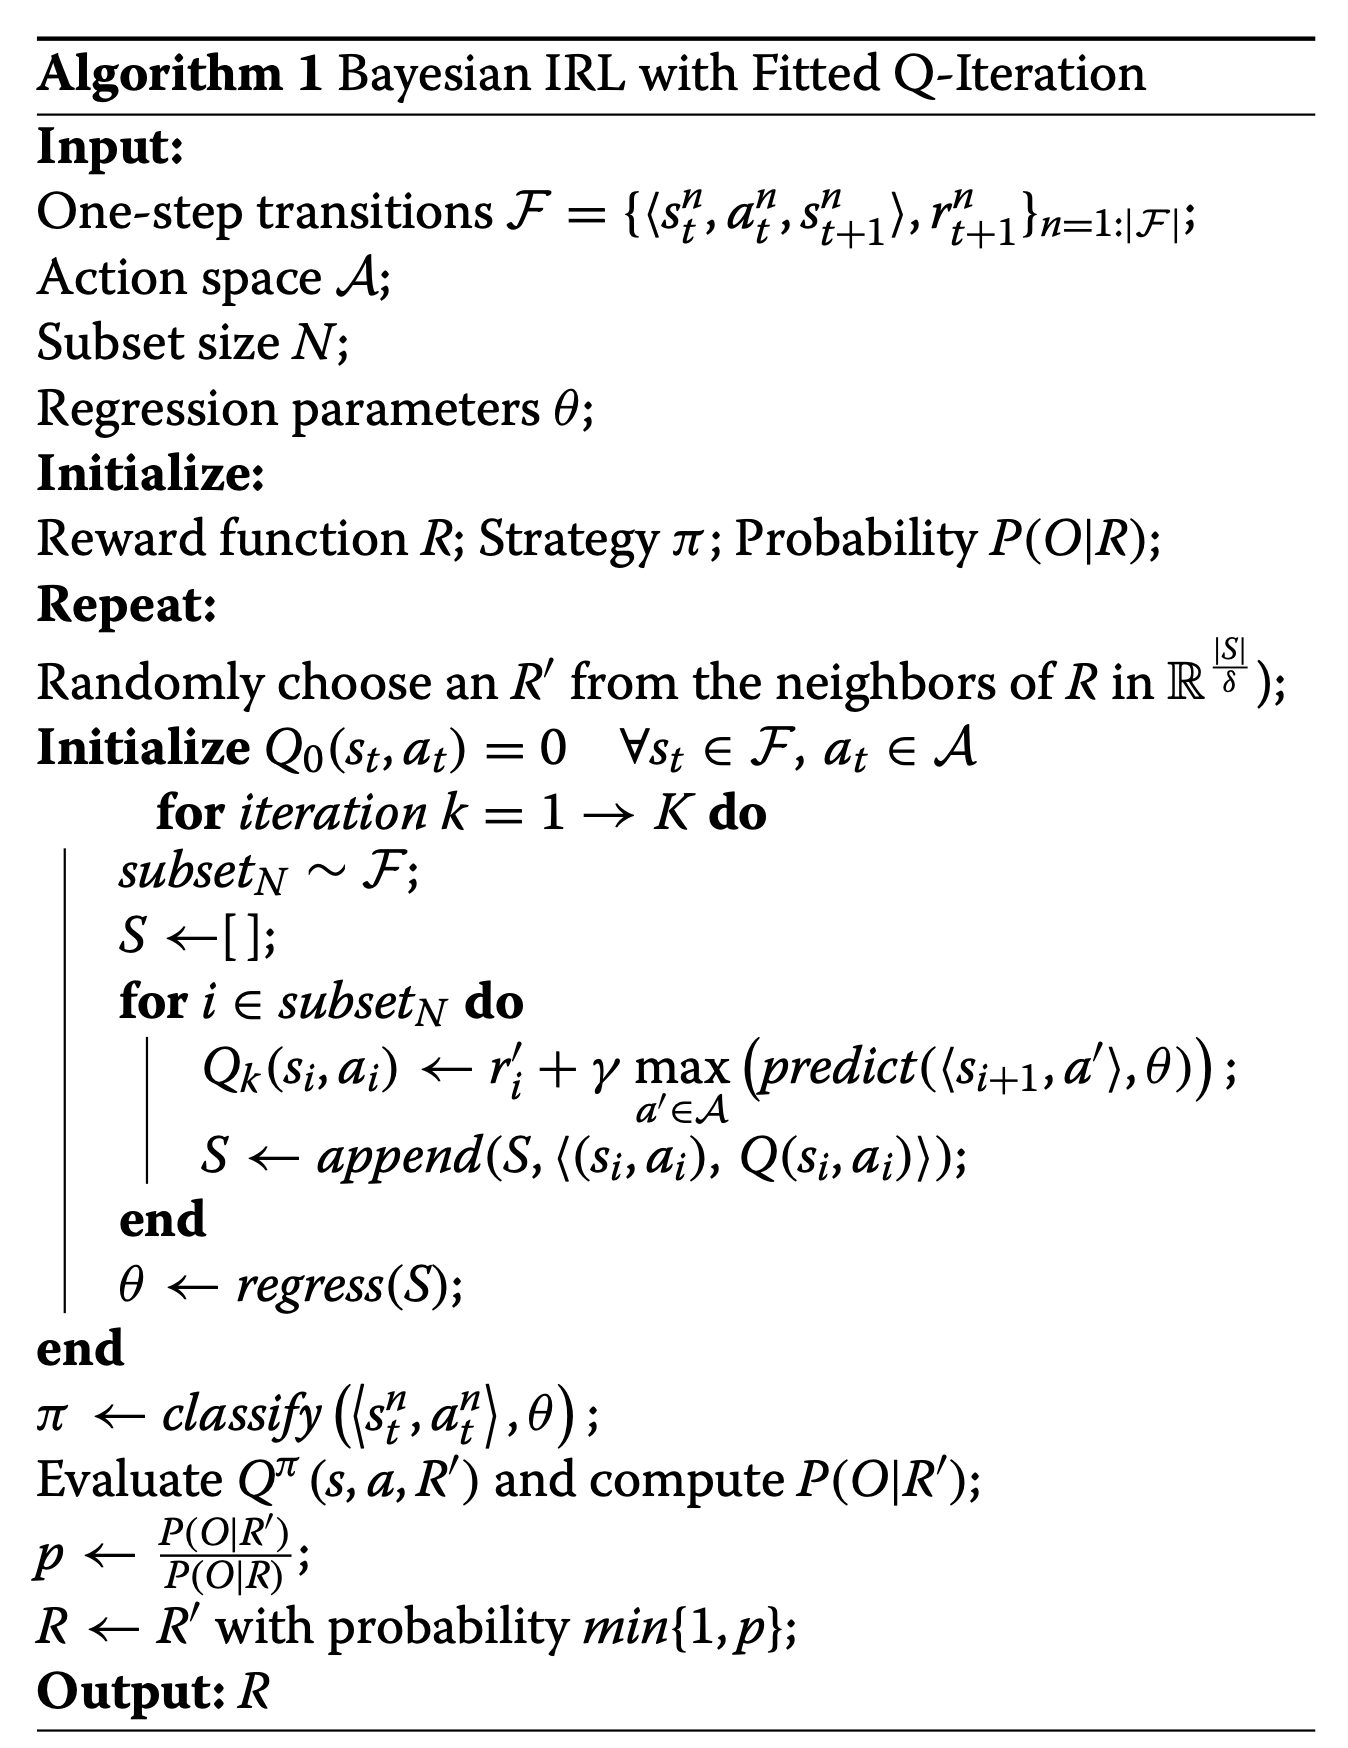 Algorithm 1 Bayesian IRL with Fitted Q-Iteration
Input:
One-step transitions $\mathcal{F} = \{\langle s_t^n, a_t^n, s_{t+1}^n \rangle, r_{t+1}^n\}_{n=1:|\mathcal{F}|}$;
Action space $\mathcal{A}$;
Subset size $N$;
Regression parameters $\theta$;
Initialize:
Reward function $R$; Strategy $\pi$; Probability $P(O|R)$;
Repeat:
Randomly choose an $R'$ from the neighbors of $R$ in $\mathbb{R}^{\frac{|S|}{\delta}}$);
Initialize $Q_0(s_t, a_t) = 0 \quad \forall s_t \in \mathcal{F}, a_t \in \mathcal{A}$
for iteration $k = 1 \rightarrow K$ do
$subset_N \sim \mathcal{F}$;
$S \leftarrow [\,]$;
for $i \in subset_N$ do
$Q_k(s_i, a_i) \leftarrow r'_i + \gamma \max_{a' \in \mathcal{A}} (predict(\langle s_{i+1}, a' \rangle, \theta))$;
$S \leftarrow append(S, \langle (s_i, a_i), Q(s_i, a_i) \rangle)$;
end
$\theta \leftarrow regress(S)$;
end
$\pi \leftarrow classify(\langle s_t^n, a_t^n \rangle, \theta)$;
Evaluate $Q^\pi(s, a, R')$ and compute $P(O|R')$;
$p \leftarrow \frac{P(O|R')}{P(O|R)}$;
$R \leftarrow R'$ with probability $min\{1, p\}$;
Output: $R$